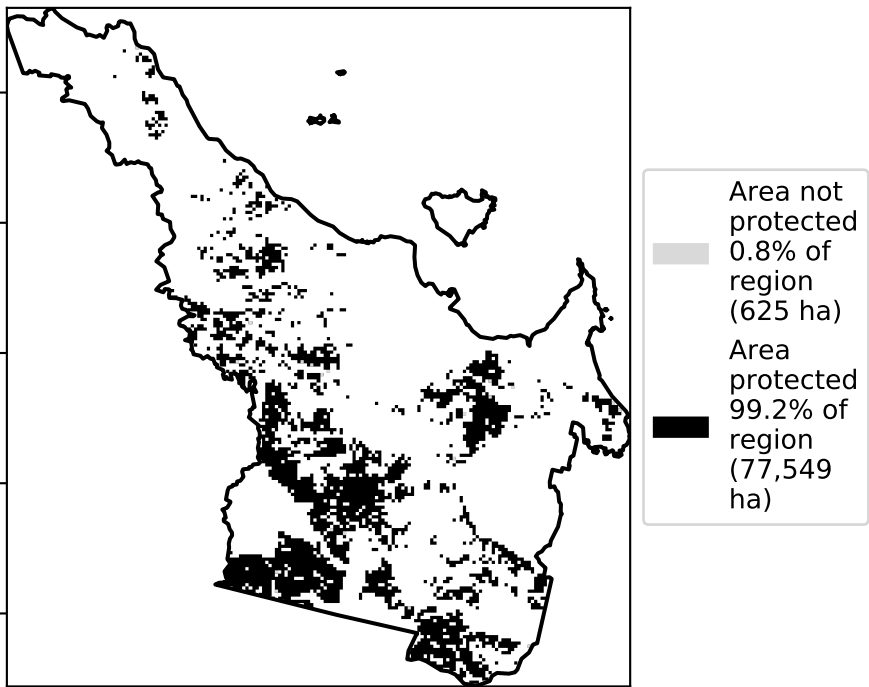 Area not
protected
0.8% of
region
(625 ha)
Area
protected
99.2% of
region
(77,549
ha)